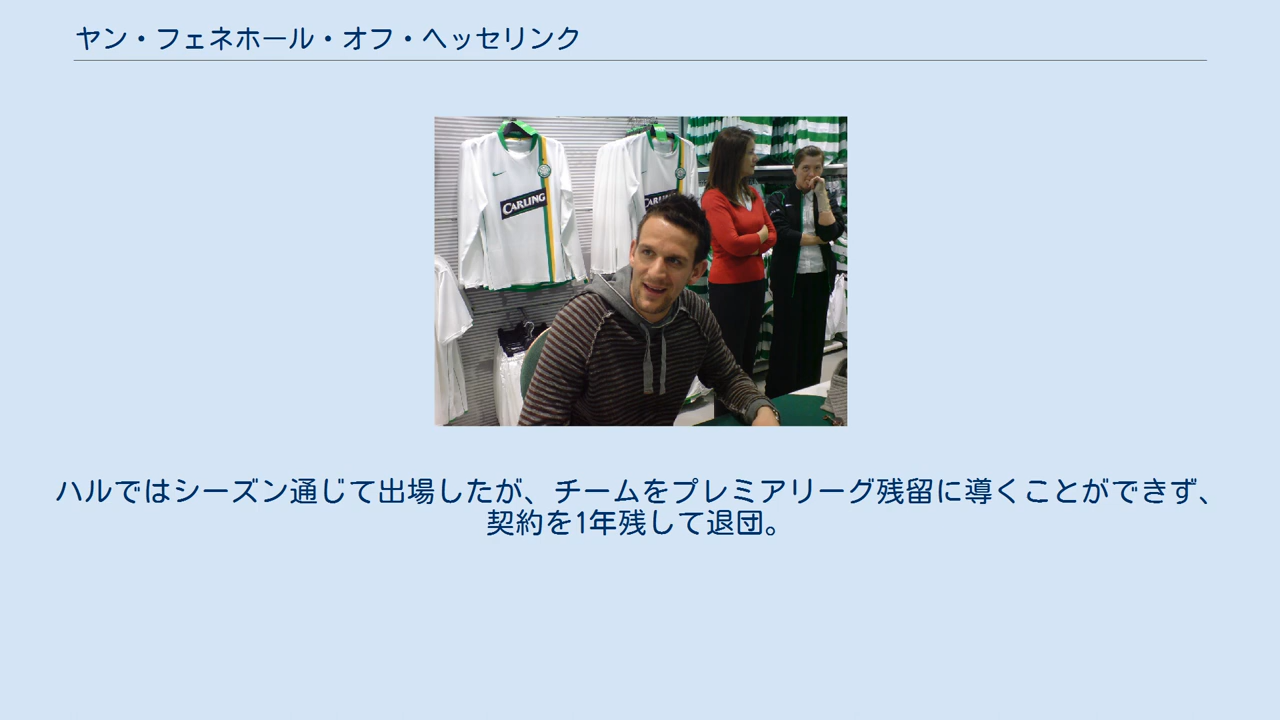 ヤン・フェネホール・オフ・ヘッセリンク
CARLING
CARLING
ハルではシーズン通じて出場したが、チームをプレミアリーグ残留に導くことができず、
契約を1年残して退団。